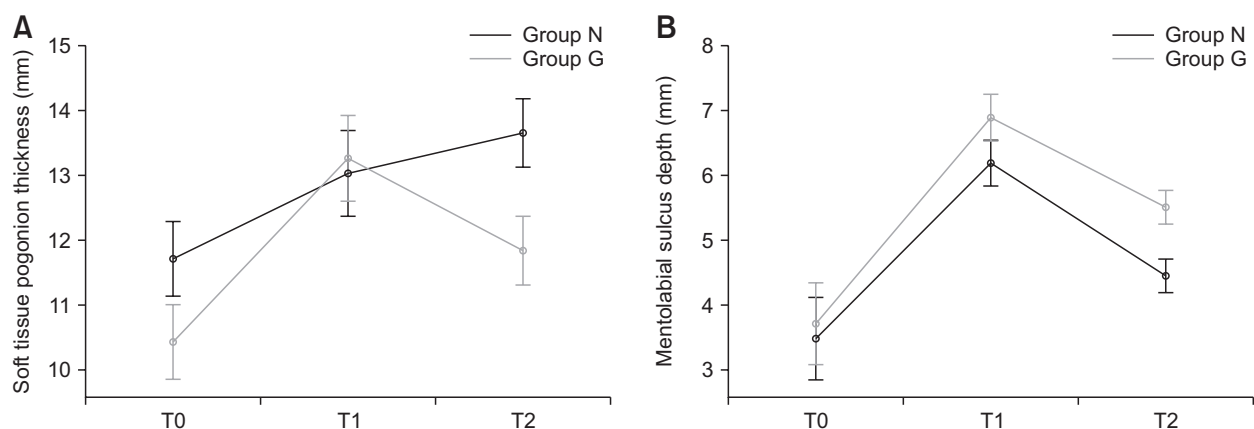 A
Group N
Group G
Soft tissue pogonion thickness (mm)
15
14
13
12
11
10
T0 T1 T2
B
Group N
Group G
Mentolabial sulcus depth (mm)
8
7
6
5
4
3
T0 T1 T2